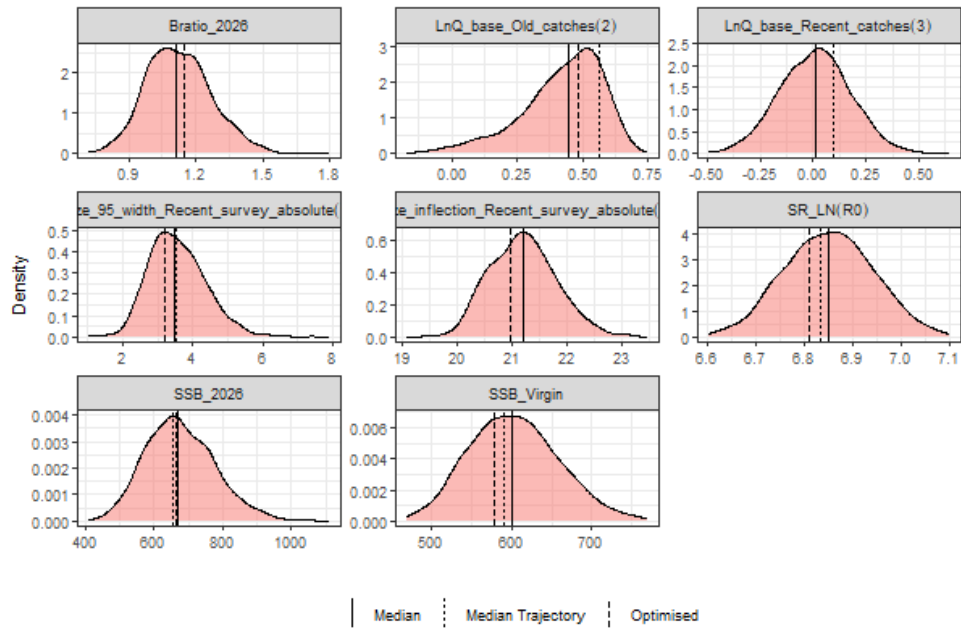 Bratio_2026
LnQ_base_Old_catches(2)
LnQ_base_Recent_catches(3)
2
1
0
0.9 1.2 1.5 1.8
3
2
1
0
0.00 0.25 0.50 0.75
2.5
2.0
1.5
1.0
0.5
0.0
-0.50 -0.25 0.00 0.25 0.50
ze_95_width_Recent_survey_absolute(
ze_inflection_Recent_survey_absolute(
SR_LN(R0)
0.5
0.4
0.3
0.2
0.1
0.0
2 4 6 8
0.6
0.4
0.2
0.0
19 20 21 22 23
4
3
2
1
0
6.6 6.7 6.8 6.9 7.0 7.1
Density
SSB_2026
SSB_Virgin
0.004
0.003
0.002
0.001
0.000
400 600 800 1000
0.006
0.004
0.002
0.000
500 600 700
Median
Median Trajectory
Optimised